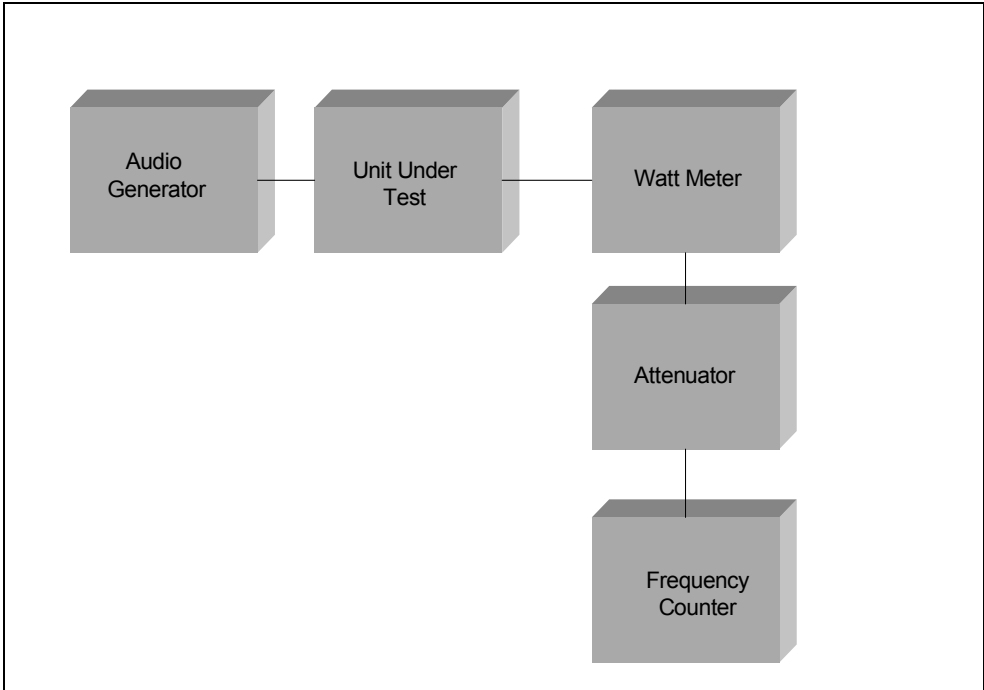 Audio
Generator
Unit Under
Test
Watt Meter
Attenuator
Frequency
Counter